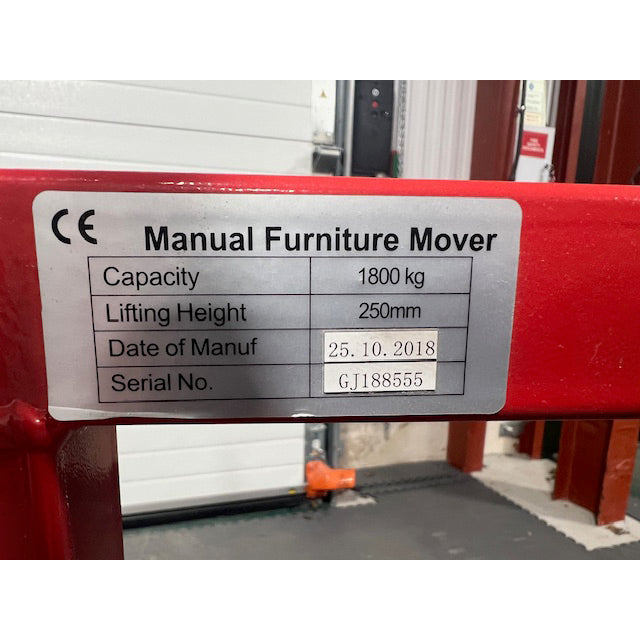 CE
Manual Furniture Mover
Capacity 1800 kg
Lifting Height 250mm
Date of Manuf 25.10.2018
Serial No. GJ188555